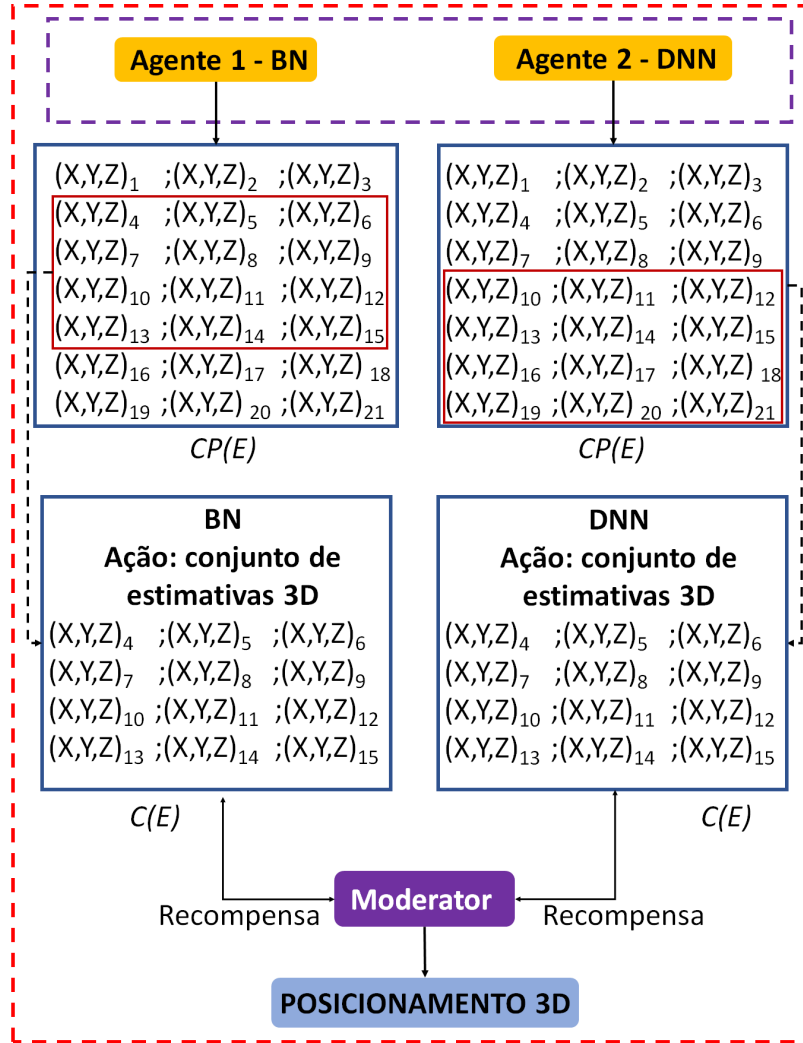 Agente 1 - BN
Agente 2 - DNN
(X,Y,Z)1 ;(X,Y,Z)2 ;(X,Y,Z)3
(X,Y,Z)4 ;(X,Y,Z)5 ;(X,Y,Z)6
(X,Y,Z)7 ;(X,Y,Z)8 ;(X,Y,Z)9
(X,Y,Z)10 ;(X,Y,Z)11 ;(X,Y,Z)12
(X,Y,Z)13 ;(X,Y,Z)14 ;(X,Y,Z)15
(X,Y,Z)16 ;(X,Y,Z)17 ;(X,Y,Z) 18
(X,Y,Z)19 ;(X,Y,Z) 20 ;(X,Y,Z)21
CP(E)
(X,Y,Z)1 ;(X,Y,Z)2 ;(X,Y,Z)3
(X,Y,Z)4 ;(X,Y,Z)5 ;(X,Y,Z)6
(X,Y,Z)7 ;(X,Y,Z)8 ;(X,Y,Z)9
(X,Y,Z)10 ;(X,Y,Z)11 ;(X,Y,Z)12
(X,Y,Z)13 ;(X,Y,Z)14 ;(X,Y,Z)15
(X,Y,Z)16 ;(X,Y,Z)17 ;(X,Y,Z) 18
(X,Y,Z)19 ;(X,Y,Z) 20 ;(X,Y,Z)21
CP(E)
BN
Ação: conjunto de
estimativas 3D
(X,Y,Z)4 ;(X,Y,Z)5 ;(X,Y,Z)6
(X,Y,Z)7 ;(X,Y,Z)8 ;(X,Y,Z)9
(X,Y,Z)10 ;(X,Y,Z)11 ;(X,Y,Z)12
(X,Y,Z)13 ;(X,Y,Z)14 ;(X,Y,Z)15
C(E)
DNN
Ação: conjunto de
estimativas 3D
(X,Y,Z)4 ;(X,Y,Z)5 ;(X,Y,Z)6
(X,Y,Z)7 ;(X,Y,Z)8 ;(X,Y,Z)9
(X,Y,Z)10 ;(X,Y,Z)11 ;(X,Y,Z)12
(X,Y,Z)13 ;(X,Y,Z)14 ;(X,Y,Z)15
C(E)
Moderator
Recompensa
Recompensa
POSICIONAMENTO 3D